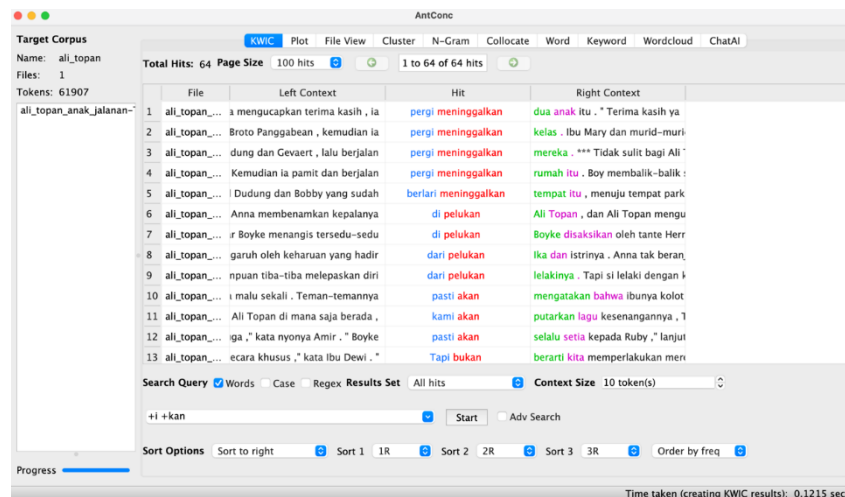 AntConc
Target Corpus
Name: ali_topan
Files: 1
Tokens: 61907
ali_topan_anak_jalanan-
Progress
KWIC Plot File View Cluster N-Gram Collocate Word Keyword Wordcloud ChatAI
Total Hits: 64 Page Size 100 hits 1 to 64 of 64 hits
File Left Context Hit Right Context
1 ali_topan_... a mengucapkan terima kasih , ia pergi meninggalkan dua anak itu . " Terima kasih ya
2 ali_topan_... Broto Panggabean , kemudian ia pergi meninggalkan kelas . Ibu Mary dan murid-muri
3 ali_topan_... dung dan Gevaert , lalu berjalan pergi meninggalkan mereka . *** Tidak sulit bagi Ali
4 ali_topan_... Kemudian ia pamit dan berjalan pergi meninggalkan rumah itu . Boy membalik-balik
5 ali_topan_... Dudung dan Bobby yang sudah berlari meninggalkan tempat itu , menuju tempat park
6 ali_topan_... Anna membenamkan kepalanya di pelukan Ali Topan , dan Ali Topan mengu
7 ali_topan_... Boyke menangis tersedu-sedu di pelukan Boyke disaksikan oleh tante Herr
8 ali_topan_... garuh oleh keharuan yang hadir dari pelukan Ika dan istrinya . Anna tak beran
9 ali_topan_... mpuan tiba-tiba melepaskan diri dari pelukan lelakinya . Tapi si lelaki dengan k
10 ali_topan_... malu sekali . Teman-temannya pasti akan mengatakan bahwa ibunya kolot
11 ali_topan_... Ali Topan di mana saja berada , kami akan putarkan lagu kesenangannya ,
12 ali_topan_... ga ," kata nyonya Amir . " Boyke pasti akan selalu setia kepada Ruby ," lanjut
13 ali_topan_... ecara khusus ," kata Ibu Dewi . " Tapi bukan berarti kita memperlakukan mere
Search Query Words Case Regex Results Set All hits Context Size 10 token(s)
+i +kan Start Adv Search
Sort Options Sort to right Sort 1 1R Sort 2 2R Sort 3 3R Order by freq
Time taken (creating KWIC results): 0.1215 sec